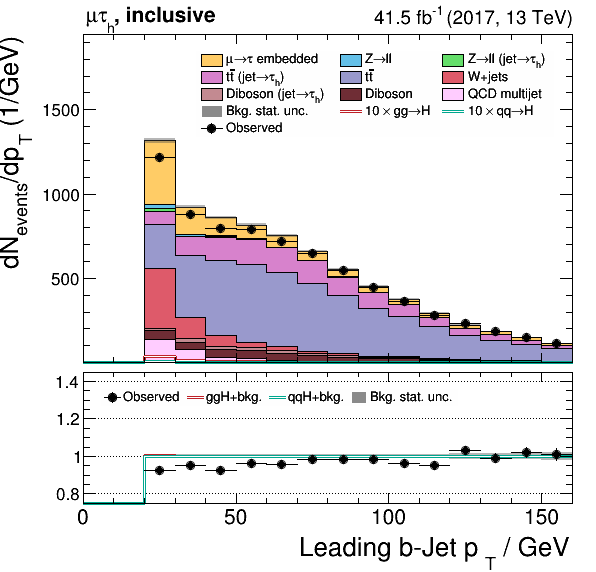 μτ_h, inclusive 41.5 fb⁻¹ (2017, 13 TeV)
dN_events/dp_T (1/GeV)
μ→τ embedded Z→ll Z→ll (jet→τ_h)
tt̄ (jet→τ_h) tt̄ W+jets
Diboson (jet→τ_h) Diboson QCD multijet
Bkg. stat. unc. 10 × gg→H 10 × qq→H
Observed
1500
1000
500
1.4
Observed ggH+bkg. qqH+bkg. Bkg. stat. unc.
1.2
1
0.8
0 50 100 150
Leading b-Jet p_T / GeV